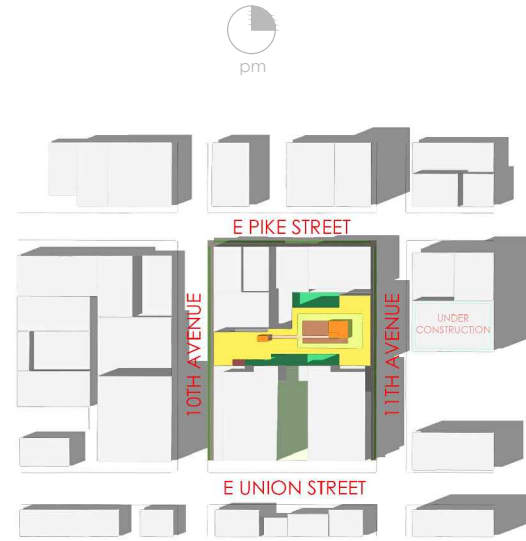 pm
E PIKE STREET
10TH AVENUE
11TH AVENUE
UNDER
CONSTRUCTION
E UNION STREET